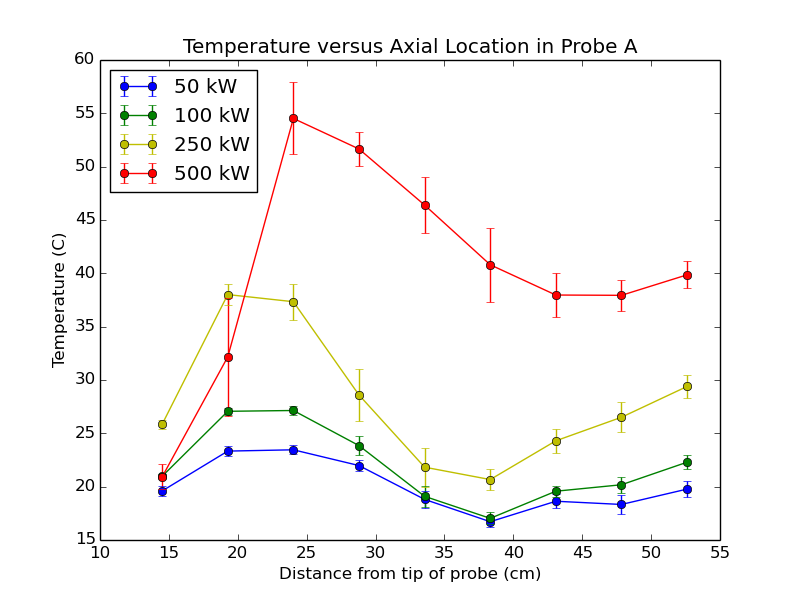 Temperature versus Axial Location in Probe A
60
55
50
45
40
35
30
25
20
15
Temperature (C)
50 kW
100 kW
250 kW
500 kW
10 15 20 25 30 35 40 45 50 55
Distance from tip of probe (cm)